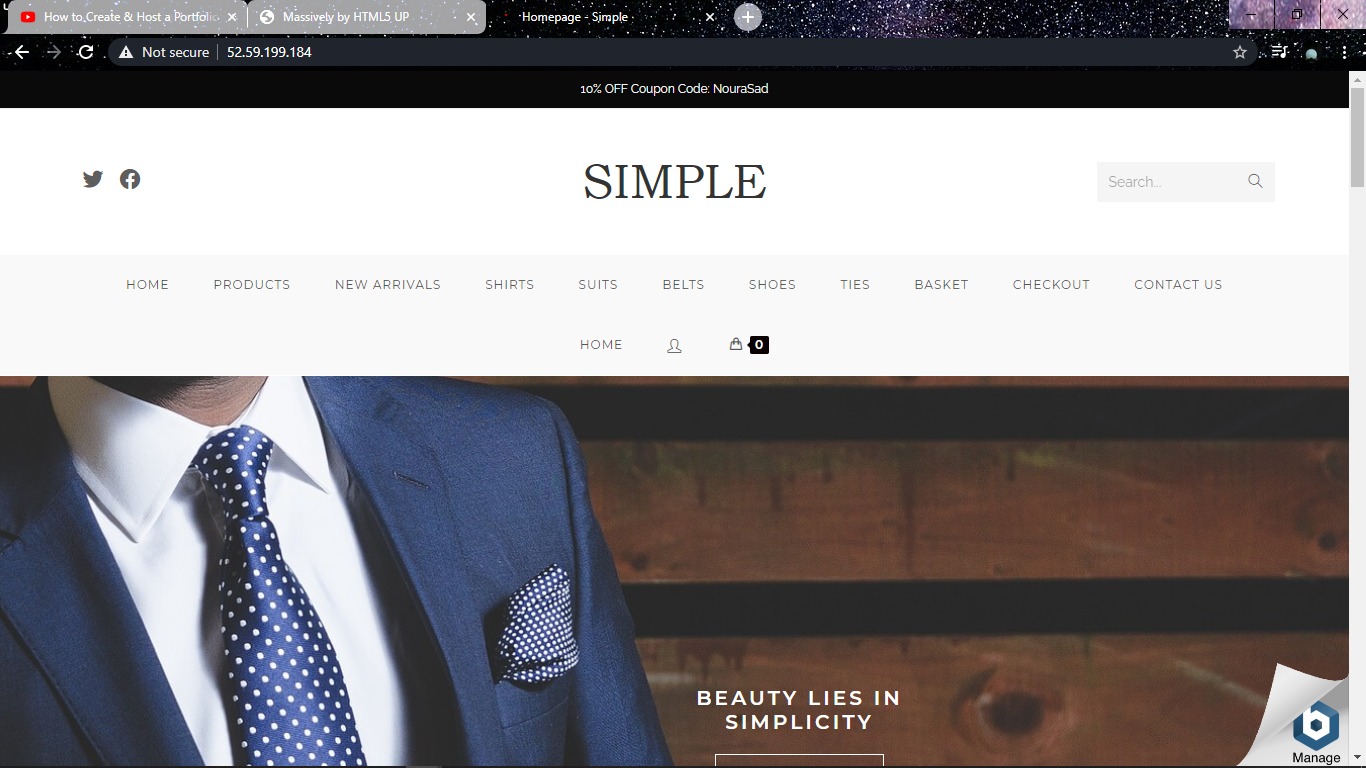 How to Create & Host a Portfolio
Massively by HTML5 UP
Homepage - Simple
Not secure
52.59.199.184
10% OFF Coupon Code: NouraSad
SIMPLE
Search...
HOME PRODUCTS NEW ARRIVALS SHIRTS SUITS BELTS SHOES TIES BASKET CHECKOUT CONTACT US
HOME 0
BEAUTY LIES IN
SIMPLICITY
Manage